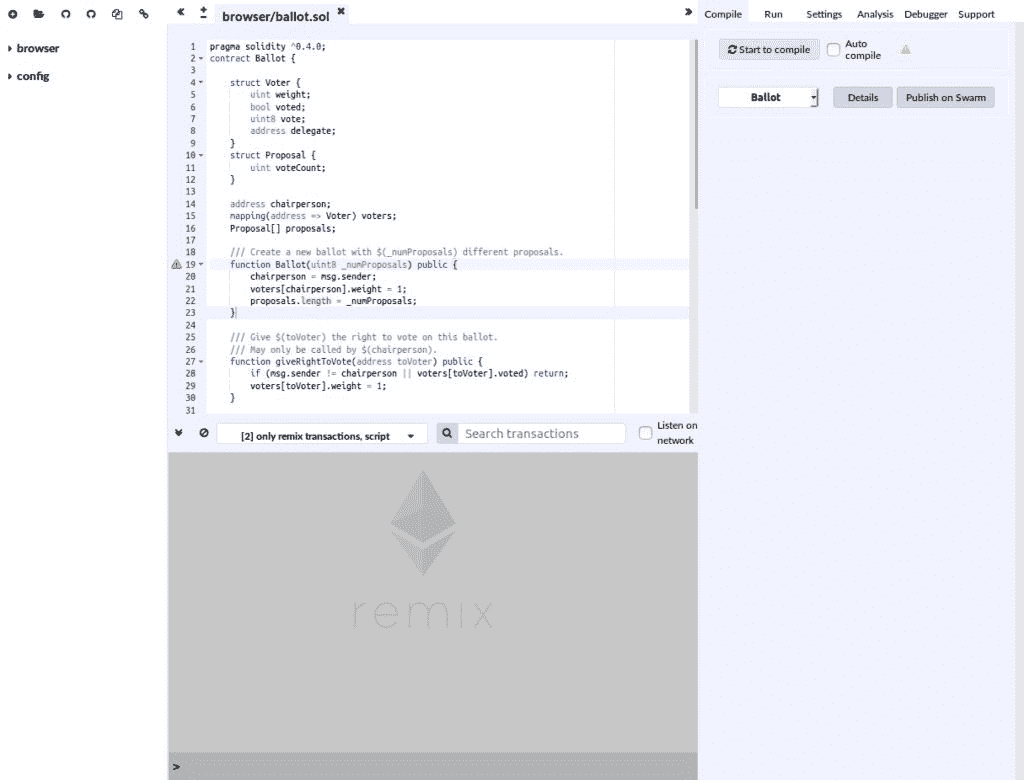 browser/ballot.sol
Compile Run Settings Analysis Debugger Support
browser
config
Start to compile
Auto compile
Ballot
Details
Publish on Swarm
1 pragma solidity ^0.4.0;
2 contract Ballot {
3
4 struct Voter {
5 uint weight;
6 bool voted;
7 uint8 vote;
8 address delegate;
9 }
10 struct Proposal {
11 uint voteCount;
12 }
13
14 address chairperson;
15 mapping(address => Voter) voters;
16 Proposal[] proposals;
17
18 /// Create a new ballot with $(_numProposals) different proposals.
19 function Ballot(uint8 _numProposals) public {
20 chairperson = msg.sender;
21 voters[chairperson].weight = 1;
22 proposals.length = _numProposals;
23 }
24
25 /// Give $(toVoter) the right to vote on this ballot.
26 /// May only be called by $(chairperson).
27 function giveRightToVote(address toVoter) public {
28 if (msg.sender != chairperson || voters[toVoter].voted) return;
29 voters[toVoter].weight = 1;
30 }
31
[2] only remix transactions, script
Search transactions
Listen on
network
remix
>